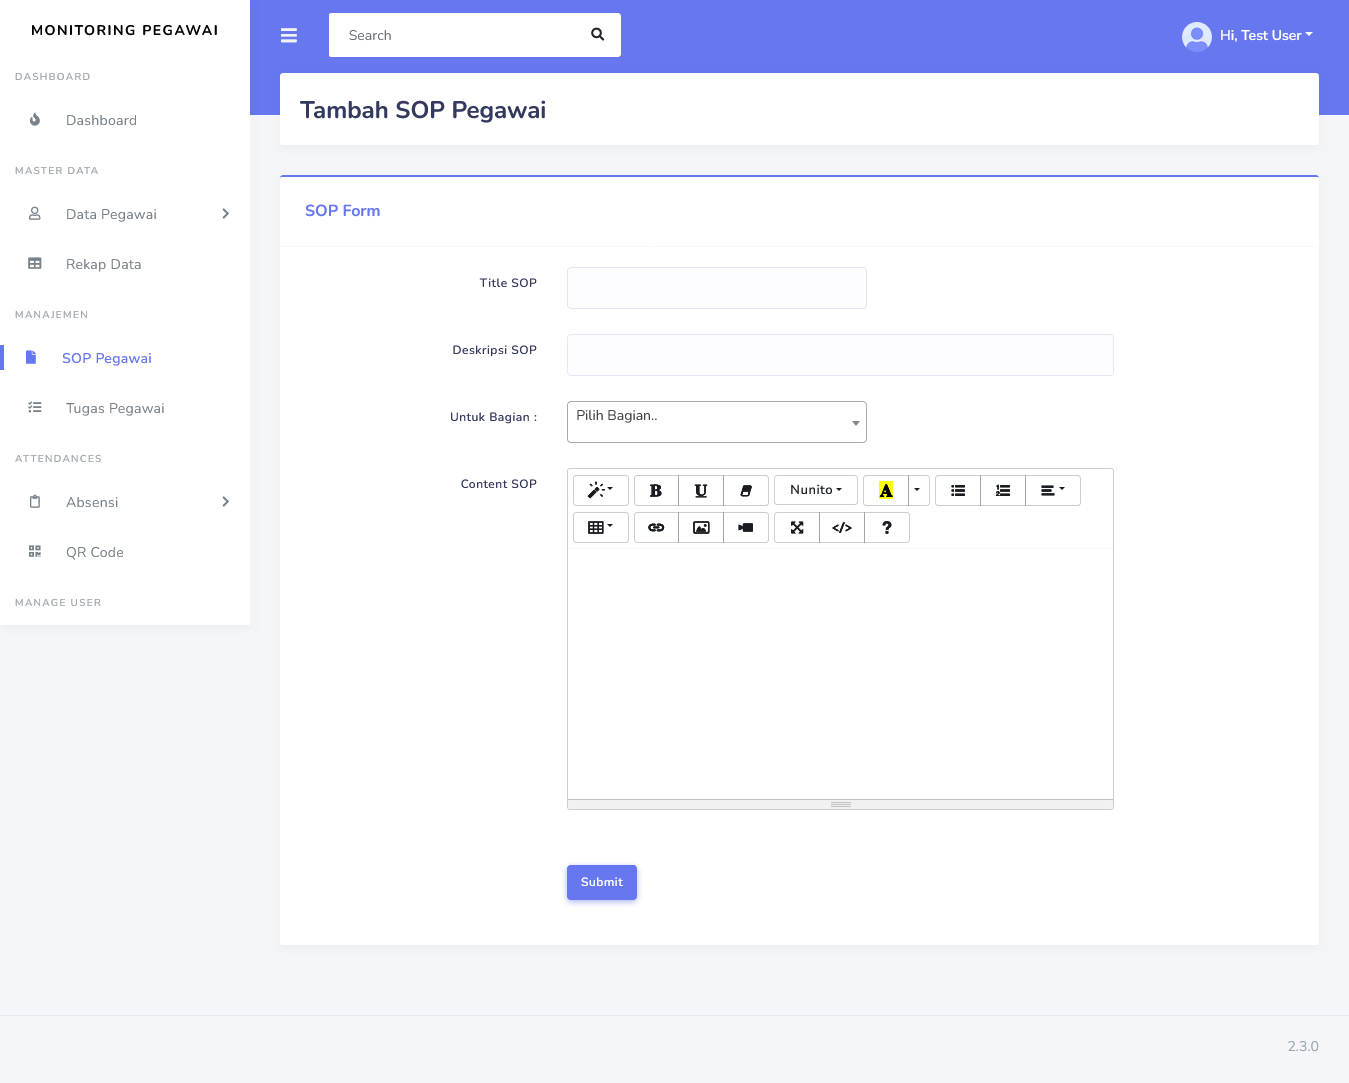 MONITORING PEGAWAI
Search
Hi, Test User
DASHBOARD
Dashboard
MASTER DATA
Data Pegawai
Rekap Data
MANAJEMEN
SOP Pegawai
Tugas Pegawai
ATTENDANCES
Absensi
QR Code
MANAGE USER
Tambah SOP Pegawai
SOP Form
Title SOP
Deskripsi SOP
Untuk Bagian :
Pilih Bagian..
Content SOP
B U Nunito A
</> ?
Submit
2.3.0